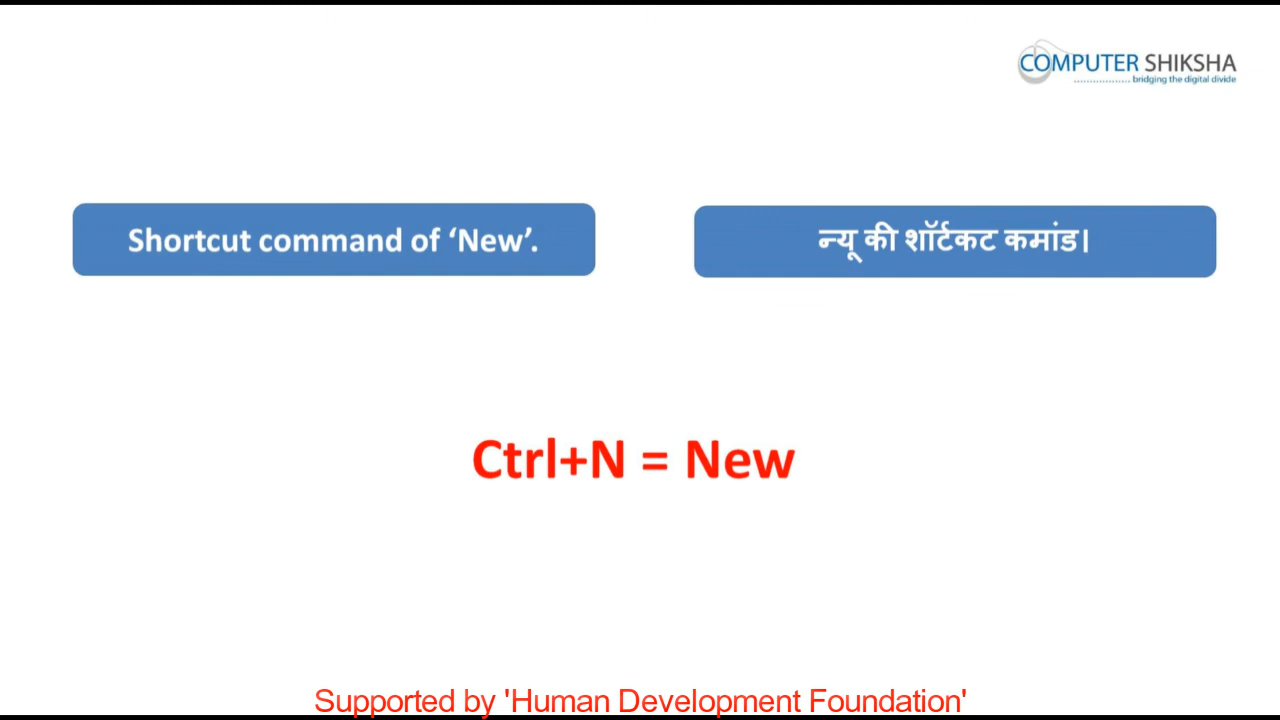 COMPUTER SHIKSHA
bridging the digital divide
Shortcut command of ‘New’.
न्यू की शॉर्टकट कमांड।
Ctrl+N = New
Supported by 'Human Development Foundation'